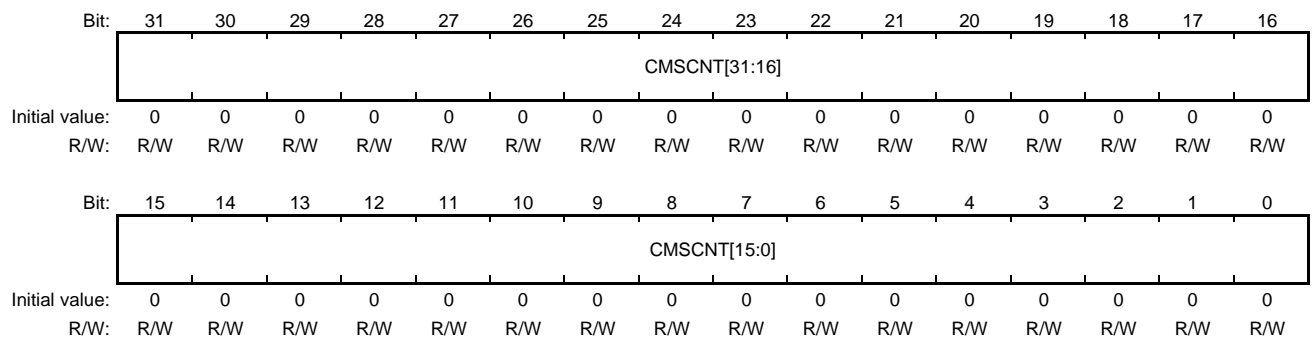 Bit: 31 30 29 28 27 26 25 24 23 22 21 20 19 18 17 16
CMSCNT[31:16]
Initial value: 0 0 0 0 0 0 0 0 0 0 0 0 0 0 0 0
R/W: R/W R/W R/W R/W R/W R/W R/W R/W R/W R/W R/W R/W R/W R/W R/W R/W
Bit: 15 14 13 12 11 10 9 8 7 6 5 4 3 2 1 0
CMSCNT[15:0]
Initial value: 0 0 0 0 0 0 0 0 0 0 0 0 0 0 0 0
R/W: R/W R/W R/W R/W R/W R/W R/W R/W R/W R/W R/W R/W R/W R/W R/W R/W